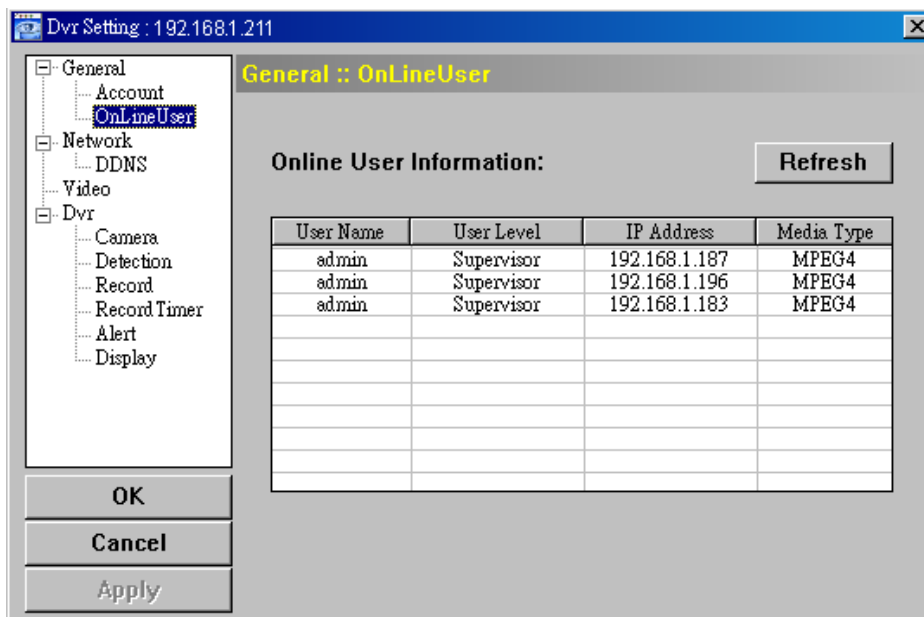 Dvr Setting : 192.168.1.211
General
Account
OnLineUser
Network
DDNS
Video
Dvr
Camera
Detection
Record
Record Timer
Alert
Display
OK
Cancel
Apply
General :: OnLineUser
Online User Information:
Refresh
User Name User Level IP Address Media Type
admin Supervisor 192.168.1.187 MPEG4
admin Supervisor 192.168.1.196 MPEG4
admin Supervisor 192.168.1.183 MPEG4